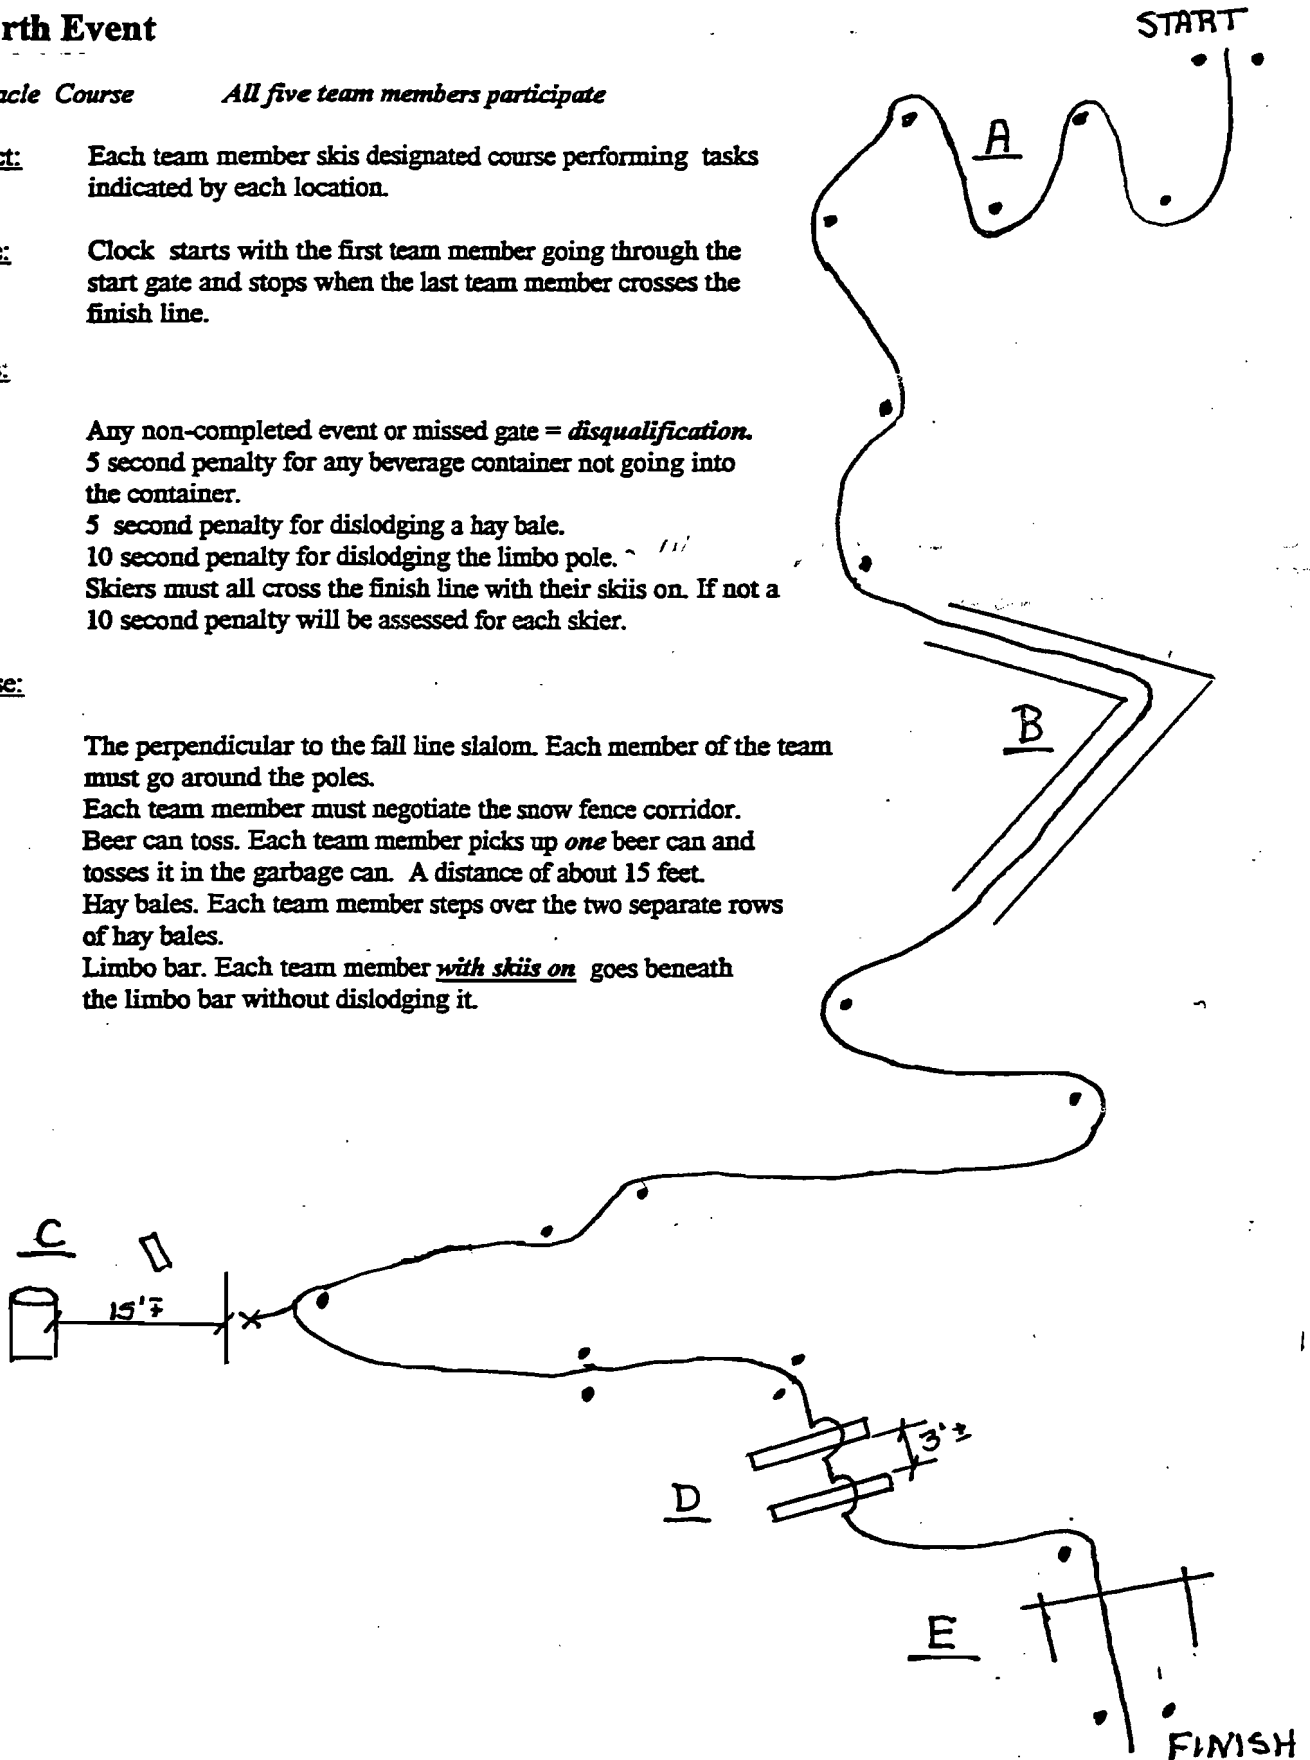 rth Event
acle Course All five team members participate
ct: Each team member skis designated course performing tasks
indicated by each location.
e: Clock starts with the first team member going through the
start gate and stops when the last team member crosses the
finish line.
s:
Any non-completed event or missed gate = disqualification.
5 second penalty for any beverage container not going into
the container.
5 second penalty for dislodging a hay bale.
10 second penalty for dislodging the limbo pole.
Skiers must all cross the finish line with their skiis on. If not a
10 second penalty will be assessed for each skier.
se:
The perpendicular to the fall line slalom. Each member of the team
must go around the poles.
Each team member must negotiate the snow fence corridor.
Beer can toss. Each team member picks up one beer can and
tosses it in the garbage can. A distance of about 15 feet.
Hay bales. Each team member steps over the two separate rows
of hay bales.
Limbo bar. Each team member with skiis on goes beneath
the limbo bar without dislodging it.
START
A
B
C
15'∓
3'±
D
E
FINISH